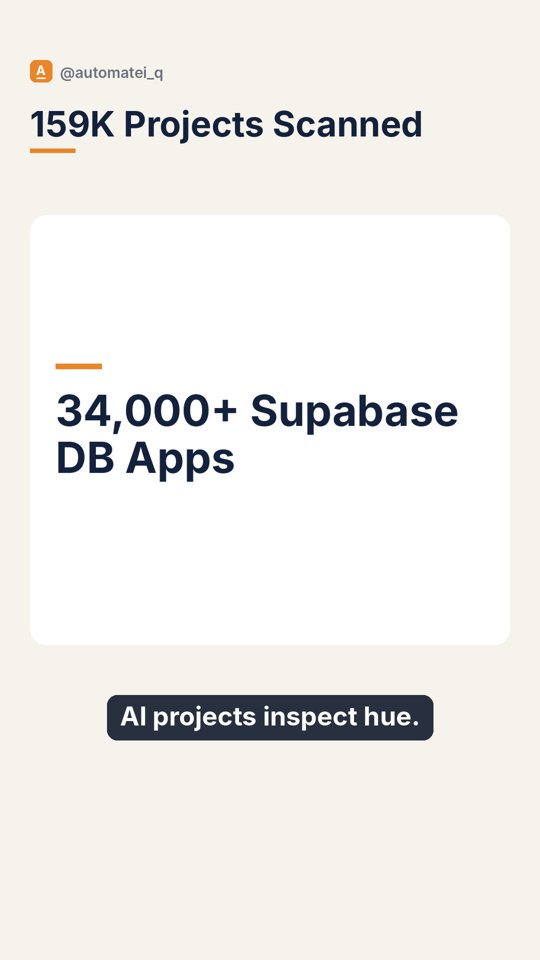 A
@automatei_q
159K Projects Scanned
34,000+ Supabase
DB Apps
AI projects inspect hue.